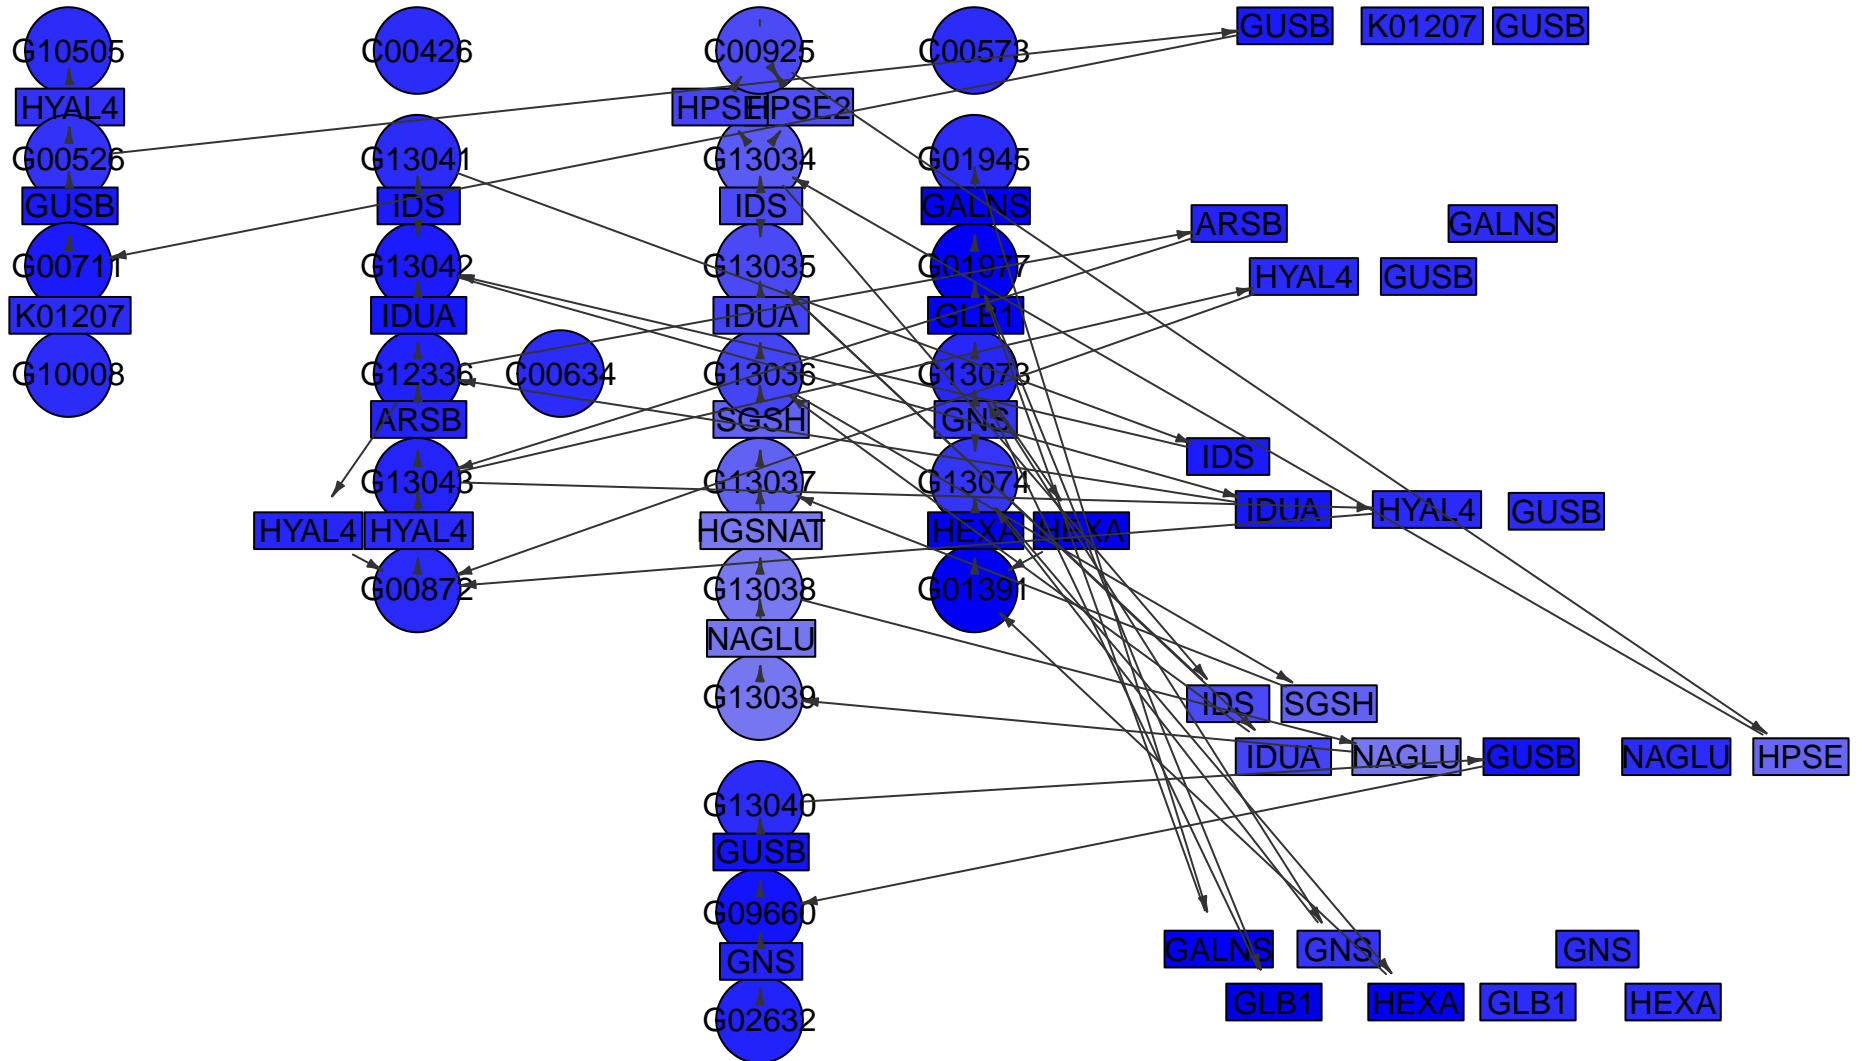 G10505 C00426 C00925 C00573 GUSB K01207 GUSB
HYAL4 HPSE HPSE2
G00526 G13041 G13034 G01945
GUSB IDS IDS GALNS ARSB GALNS
G00711 G13042 G13035 G01977 HYAL4 GUSB
K01207 IDUA IDUA GLB1
G10008 G12336 C00634 G13036 G13073
ARSB SGSH GNS
IDS
G13043 G13037 G13074
IDUA HYAL4 GUSB
HYAL4 HYAL4 HGSNAT HEXA HEXA
G00872 G13038 G01391
NAGLU
G13039 IDS SGSH
IDUA NAGLU GUSB NAGLU HPSE
G13040
GUSB
G09660
GNS GALNS GNS GNS
G02632 GLB1 HEXA GLB1 HEXA